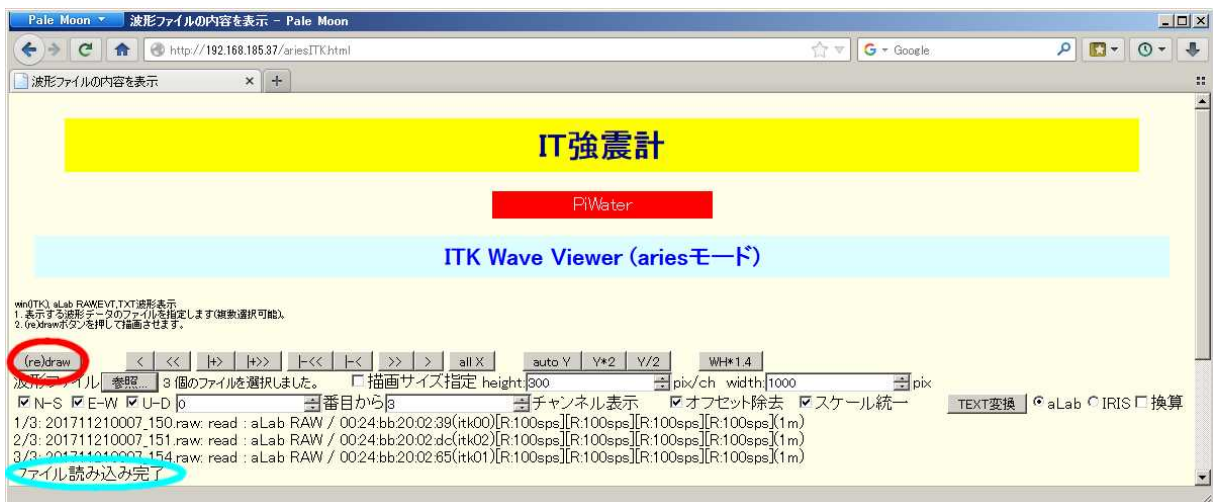 Pale Moon 波形ファイルの内容を表示 - Pale Moon
http://192.168.185.37/ariesITK.html Google
波形ファイルの内容を表示
IT強震計
PiWater
ITK Wave Viewer (ariesモード)
win(ITK), aLab RAW,EVT,TXT波形表示
1. 表示する波形データのファイルを指定します(複数選択可能)。
2. (re)drawボタンを押して描画させます。
(re)draw < << |+> |+>> |-<< |-< >> > all X auto Y Y*2 Y/2 WH*1.4
波形ファイル 参照... 3 個のファイルを選択しました。 描画サイズ指定 height: 300 pix/ch width: 1000 pix
N-S E-W U-D 0 番目から 3 チャンネル表示 オフセット除去 スケール統一 TEXT変換 aLab IRIS 換算
1/3: 201711210007_150.raw: read : aLab RAW / 00:24:bb:20:02:39(itk00)[R:100sps][R:100sps][R:100sps][R:100sps](1m)
2/3: 201711210007_151.raw: read : aLab RAW / 00:24:bb:20:02:dc(itk02)[R:100sps][R:100sps][R:100sps][R:100sps](1m)
3/3: 201711210007_154.raw: read : aLab RAW / 00:24:bb:20:02:65(itk01)[R:100sps][R:100sps][R:100sps][R:100sps](1m)
ファイル読み込み完了